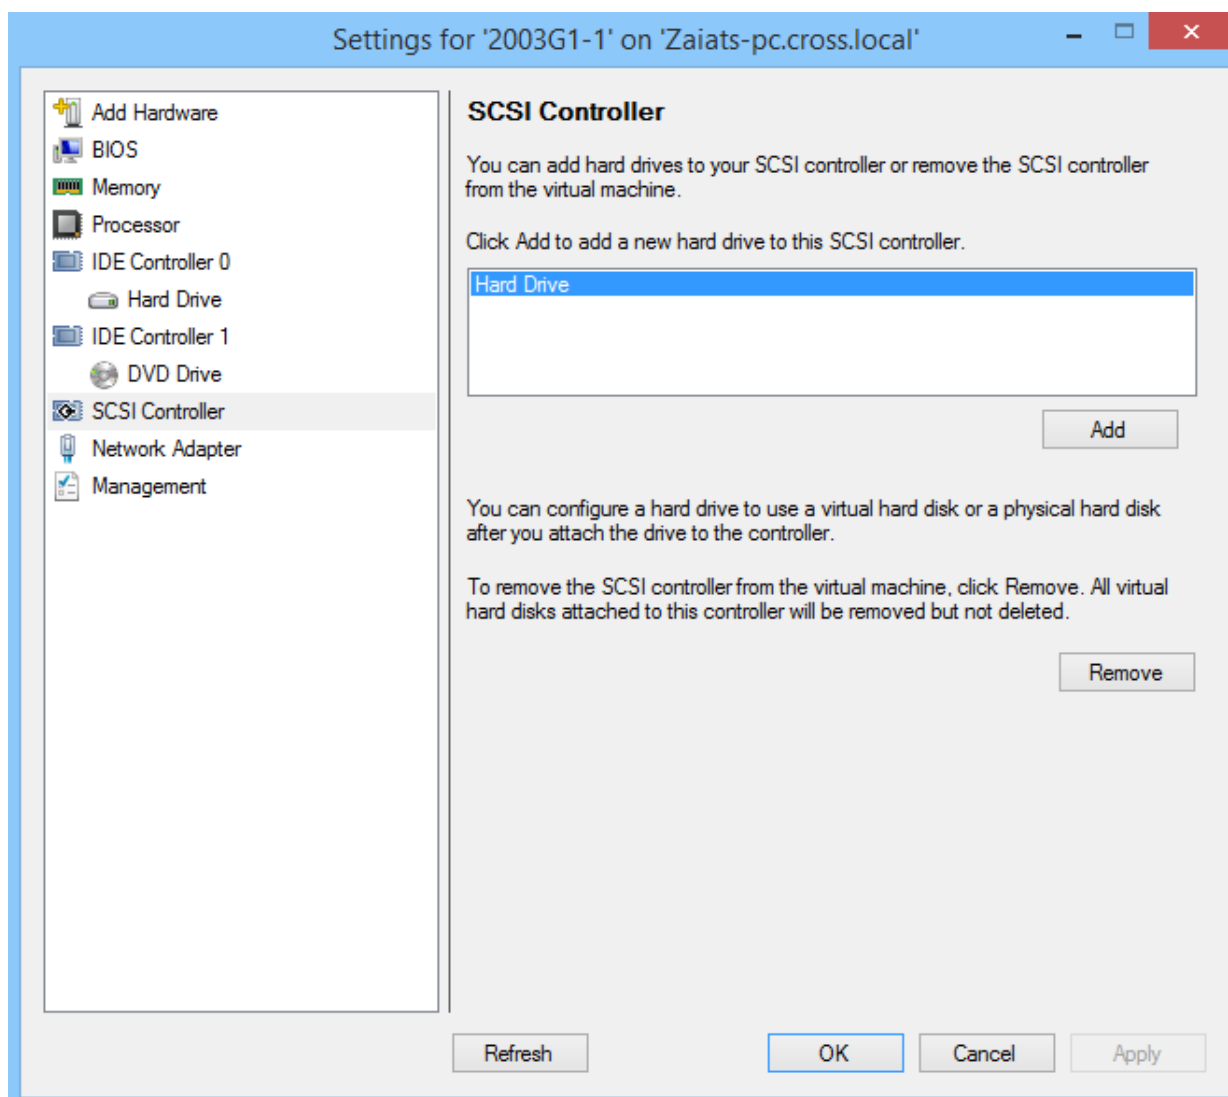 Settings for '2003G1-1' on 'Zaiats-pc.cross.local'
Add Hardware
BIOS
Memory
Processor
IDE Controller 0
Hard Drive
IDE Controller 1
DVD Drive
SCSI Controller
Network Adapter
Management
SCSI Controller
You can add hard drives to your SCSI controller or remove the SCSI controller
from the virtual machine.
Click Add to add a new hard drive to this SCSI controller.
Hard Drive
Add
You can configure a hard drive to use a virtual hard disk or a physical hard disk
after you attach the drive to the controller.
To remove the SCSI controller from the virtual machine, click Remove. All virtual
hard disks attached to this controller will be removed but not deleted.
Remove
Refresh
OK
Cancel
Apply